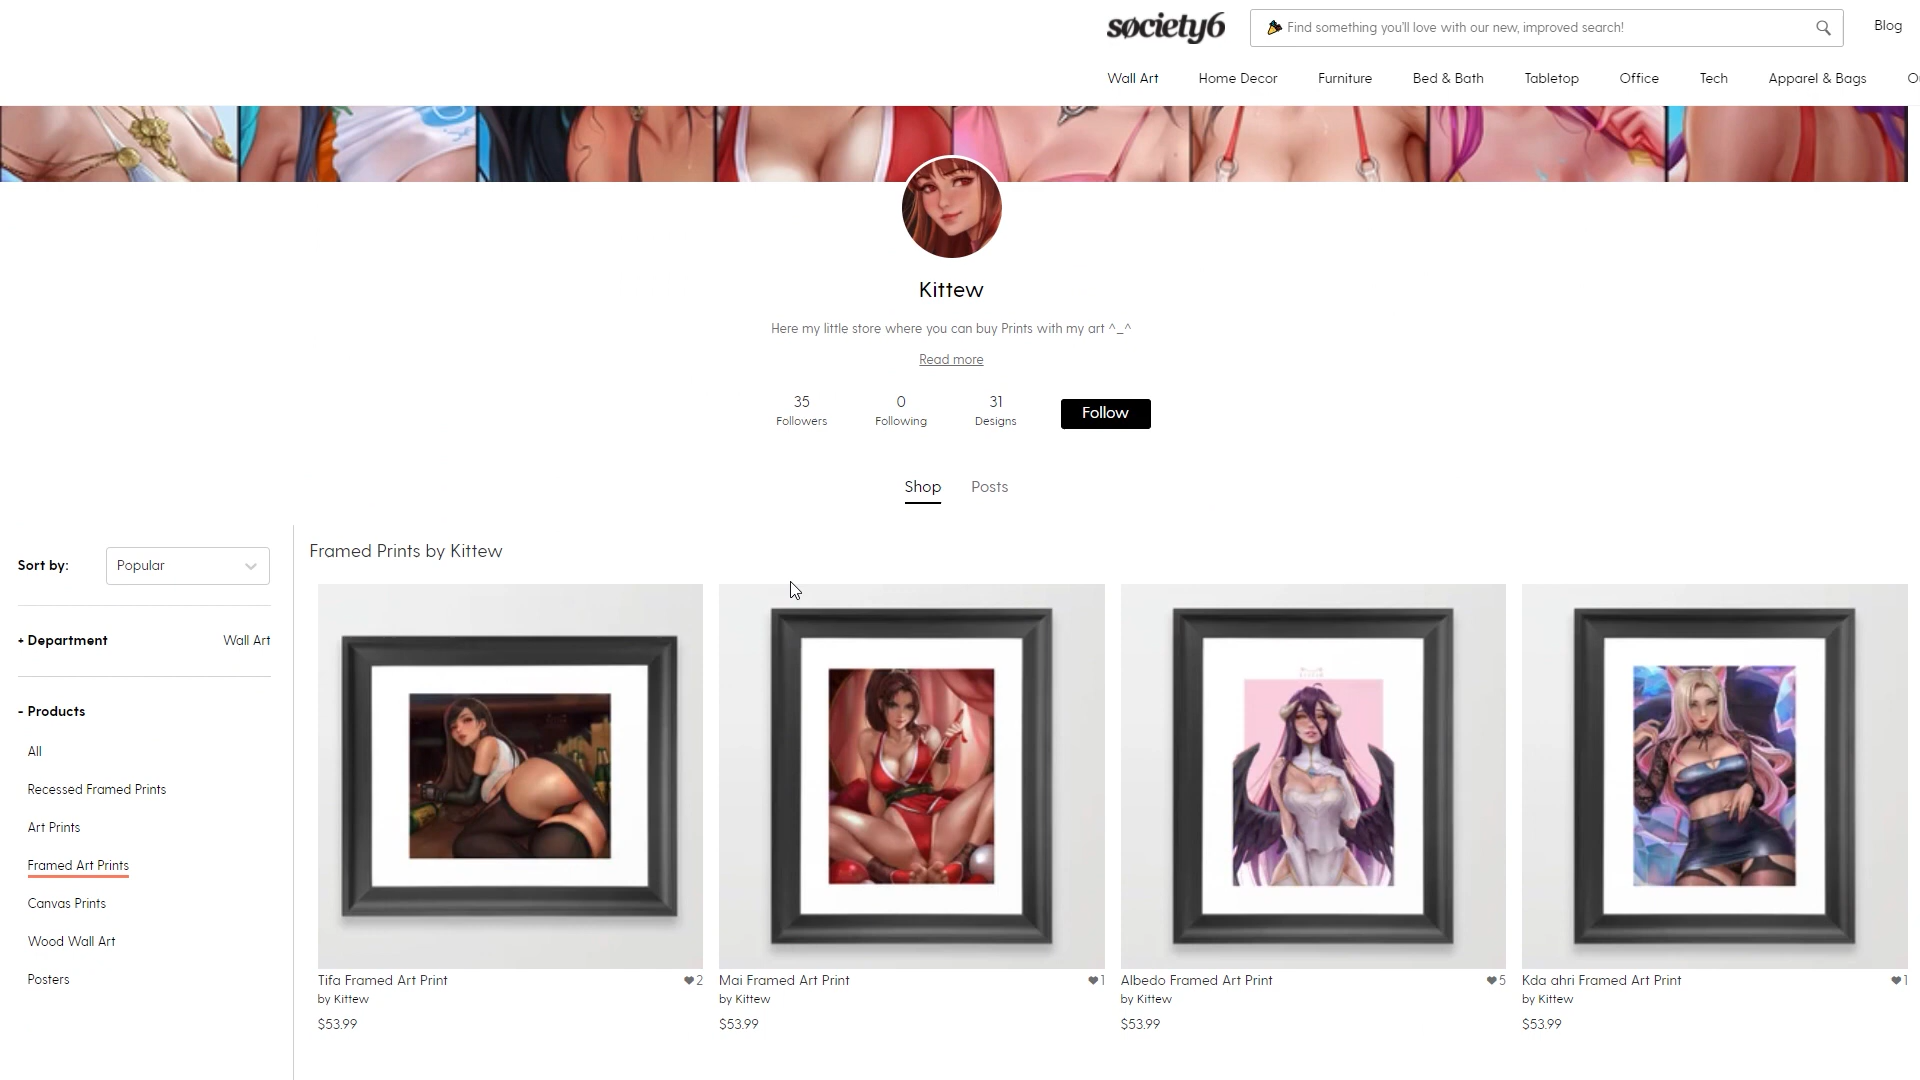 society6
Find something you'll love with our new, improved search!
Blog
Wall Art
Home Decor
Furniture
Bed & Bath
Tabletop
Office
Tech
Apparel & Bags
Kittew
Here my little store where you can buy Prints with my art ^_^
Read more
35
Followers
0
Following
31
Designs
Follow
Shop
Posts
Sort by:
Popular
+ Department
Wall Art
- Products
All
Recessed Framed Prints
Art Prints
Framed Art Prints
Canvas Prints
Wood Wall Art
Posters
Framed Prints by Kittew
Tifa Framed Art Print
2
by Kittew
$53.99
Mai Framed Art Print
1
by Kittew
$53.99
Albedo Framed Art Print
5
by Kittew
$53.99
Kda ahri Framed Art Print
1
by Kittew
$53.99